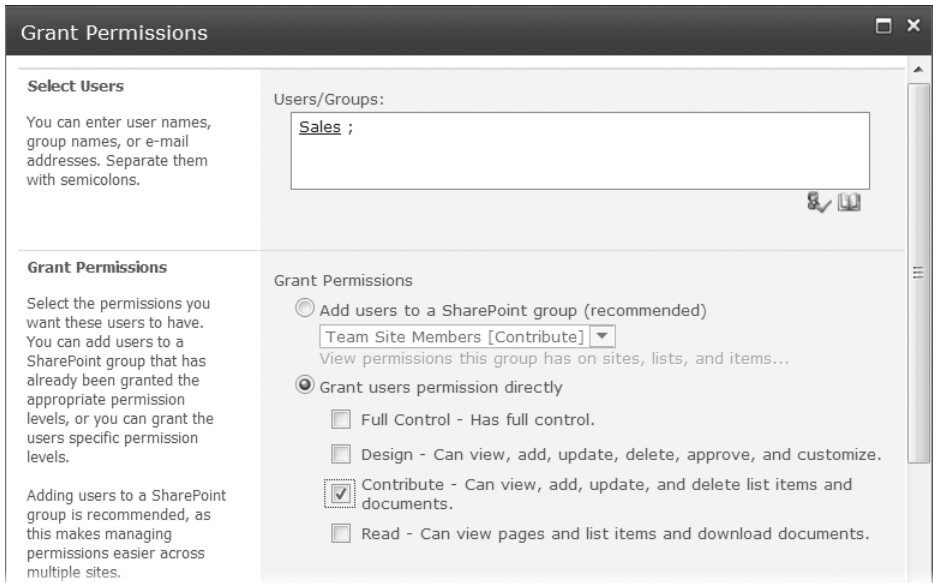 Grant Permissions
Select Users
You can enter user names,
group names, or e-mail
addresses. Separate them
with semicolons.
Users/Groups:
Sales ;
Grant Permissions
Select the permissions you
want these users to have.
You can add users to a
SharePoint group that has
already been granted the
appropriate permission
levels, or you can grant the
users specific permission
levels.
Adding users to a SharePoint
group is recommended, as
this makes managing
permissions easier across
multiple sites.
Grant Permissions
Add users to a SharePoint group (recommended)
Team Site Members [Contribute]
View permissions this group has on sites, lists, and items...
Grant users permission directly
Full Control - Has full control.
Design - Can view, add, update, delete, approve, and customize.
Contribute - Can view, add, update, and delete list items and
documents.
Read - Can view pages and list items and download documents.